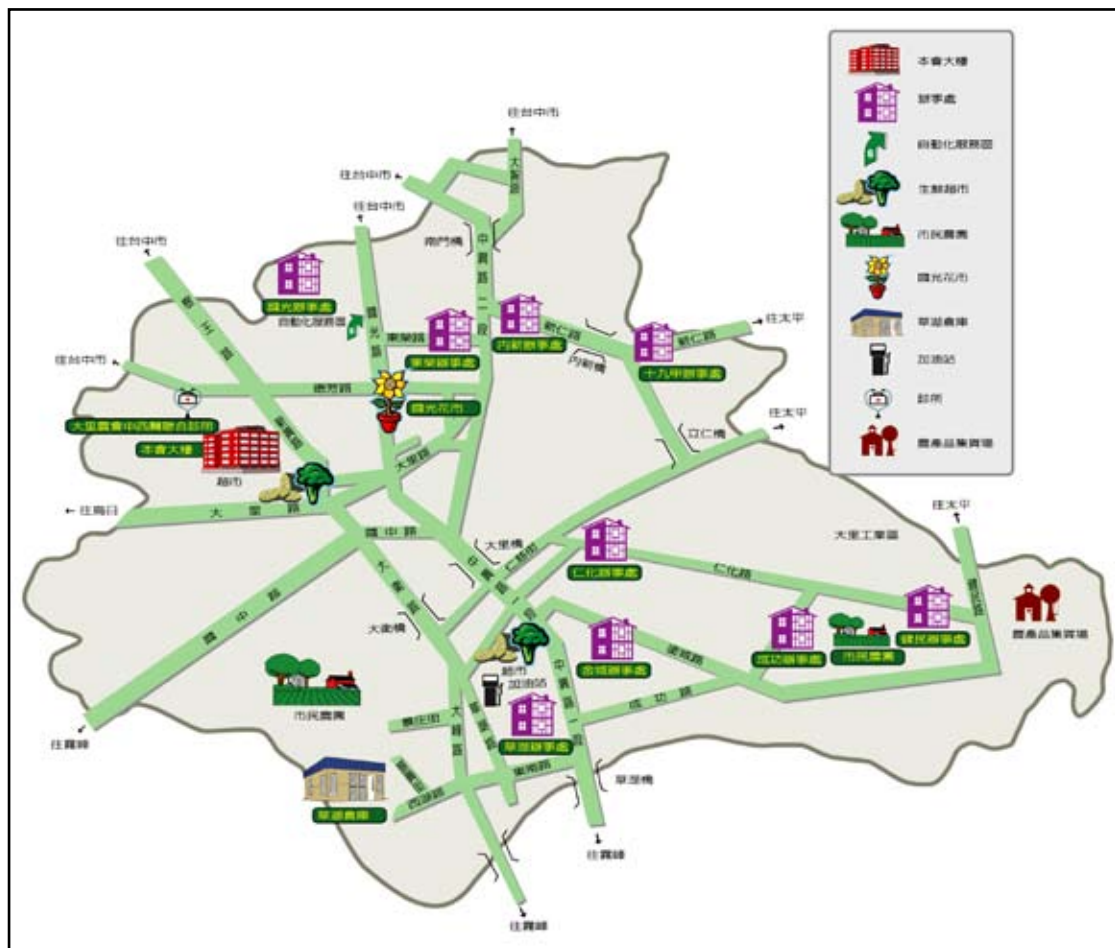 本會大樓
辦事處
自動化服務區
生鮮超市
市民農園
國光花市
草湖倉庫
加油站
診所
農產品集貨場
往台中市
往台中市
往台中市
往台中市
往台中市
南門橋
中興路二段
國光路
國光辦事處
自動化服務區
東榮路
東榮辦事處
內新辦事處
新仁路
內新橋
新仁路
十九甲辦事處
往太平
往太平
立仁橋
德芳路
國光花市
大里農會中西醫聯合診所
本會大樓
超市
大里路
大里路
往烏日
國中路
國中路
大里橋
中興路一段
大衛橋
仁化辦事處
仁化路
大里工業區
往太平
農產品集貨場
健民辦事處
市民農園
成功辦事處
塗城路
金城辦事處
成功路
中興路一段
超市
加油站
草湖辦事處
大峰路
市民農園
草湖倉庫
西湖路
東南路
草湖橋
往霧峰
往霧峰
往霧峰